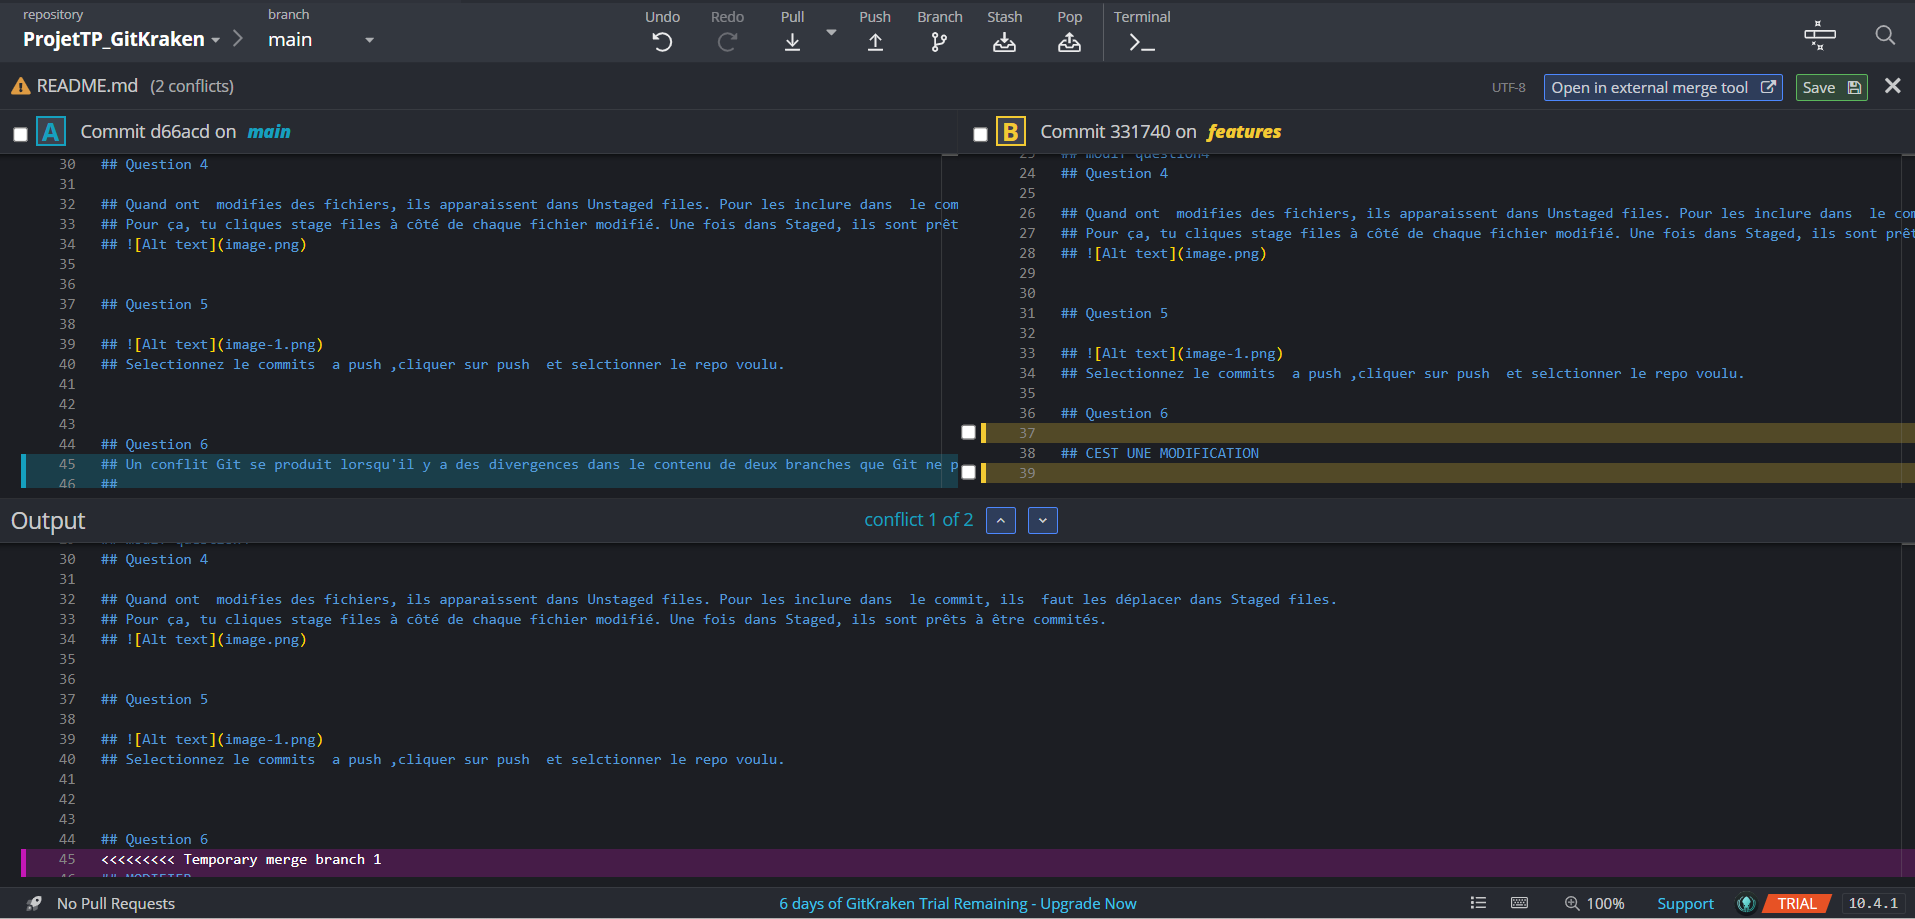 repository
ProjetTP_GitKraken
branch
main
Undo
Redo
Pull
Push
Branch
Stash
Pop
Terminal
README.md (2 conflicts)
UTF-8
Open in external merge tool
Save
A Commit d66acd on main
30 ## Question 4
31
32 ## Quand ont  modifies des fichiers, ils apparaissent dans Unstaged files. Pour les inclure dans  le com
33 ## Pour ça, tu cliques stage files à côté de chaque fichier modifié. Une fois dans Staged, ils sont prêt
34 ## ![Alt text](image.png)
35
36
37 ## Question 5
38
39 ## ![Alt text](image-1.png)
40 ## Selectionnez le commits  a push ,cliquer sur push  et selctionner le repo voulu.
41
42
43
44 ## Question 6
45 ## Un conflit Git se produit lorsqu'il y a des divergences dans le contenu de deux branches que Git ne p
46 ##
B Commit 331740 on features
23 ## modif question4
24 ## Question 4
25
26 ## Quand ont  modifies des fichiers, ils apparaissent dans Unstaged files. Pour les inclure dans  le com
27 ## Pour ça, tu cliques stage files à côté de chaque fichier modifié. Une fois dans Staged, ils sont prêt
28 ## ![Alt text](image.png)
29
30
31 ## Question 5
32
33 ## ![Alt text](image-1.png)
34 ## Selectionnez le commits  a push ,cliquer sur push  et selctionner le repo voulu.
35
36 ## Question 6
37
38 ## CEST UNE MODIFICATION
39
Output
conflict 1 of 2
30 ## Question 4
31
32 ## Quand ont  modifies des fichiers, ils apparaissent dans Unstaged files. Pour les inclure dans  le commit, ils  faut les déplacer dans Staged files.
33 ## Pour ça, tu cliques stage files à côté de chaque fichier modifié. Une fois dans Staged, ils sont prêts à être commités.
34 ## ![Alt text](image.png)
35
36
37 ## Question 5
38
39 ## ![Alt text](image-1.png)
40 ## Selectionnez le commits  a push ,cliquer sur push  et selctionner le repo voulu.
41
42
43
44 ## Question 6
45 <<<<<<<<< Temporary merge branch 1
46 ## MODIFIER
No Pull Requests
6 days of GitKraken Trial Remaining - Upgrade Now
100%
Support
TRIAL
10.4.1